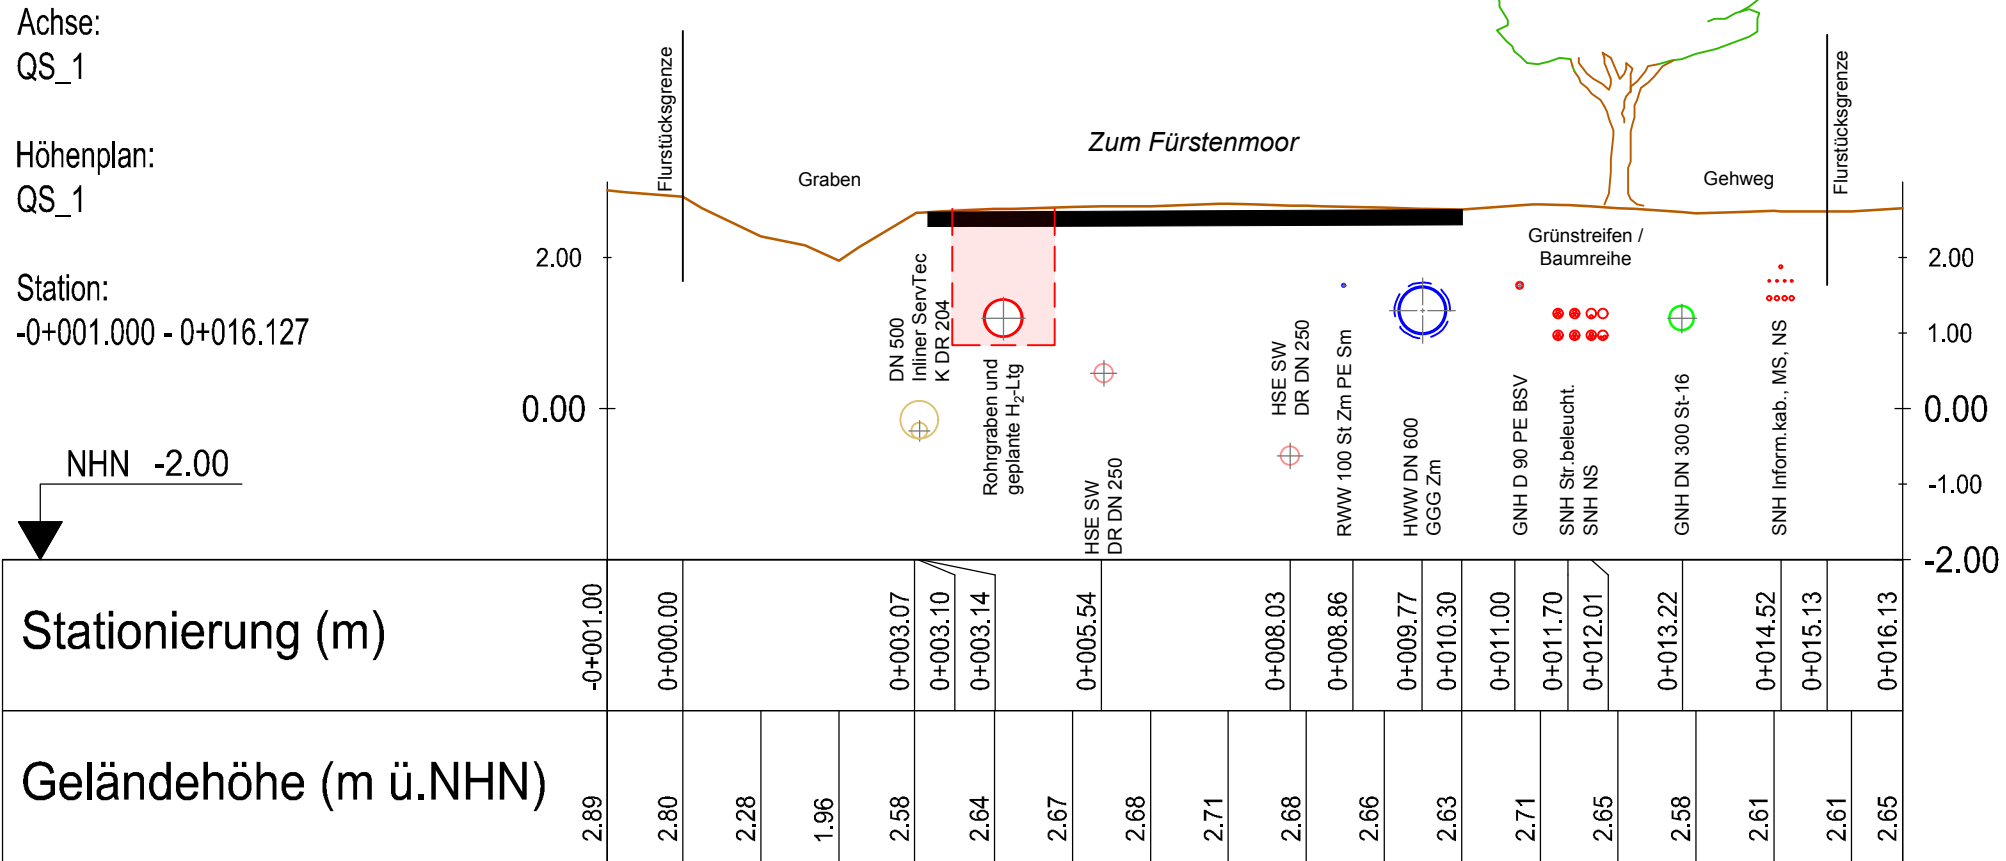 Achse:
QS_1
Höhenplan:
QS_1
Station:
-0+001.000 - 0+016.127
NHN -2.00
Flurstücksgrenze
Graben
Zum Fürstenmoor
Gehweg
Flurstücksgrenze
Grünstreifen /
Baumreihe
2.00
0.00
2.00
1.00
0.00
-1.00
-2.00
DN 500
Inliner ServTec
K DR 204
Rohrgraben und
geplante H₂-Ltg
HSE SW
DR DN 250
HSE SW
DR DN 250
RWW 100 St Zm PE Sm
HWW DN 600
GGG Zm
GNH D 90 PE BSV
SNH Str.beleucht.
SNH NS
GNH DN 300 St-16
SNH Inform.kab., MS, NS
Stationierung (m)
-0+001.00
0+000.00
0+003.07
0+003.10
0+003.14
0+005.54
0+008.03
0+008.86
0+009.77
0+010.30
0+011.00
0+011.70
0+012.01
0+013.22
0+014.52
0+015.13
0+016.13
Geländehöhe (m ü.NHN)
2.89
2.80
2.28
1.96
2.58
2.64
2.67
2.68
2.71
2.68
2.66
2.63
2.71
2.65
2.58
2.61
2.61
2.65